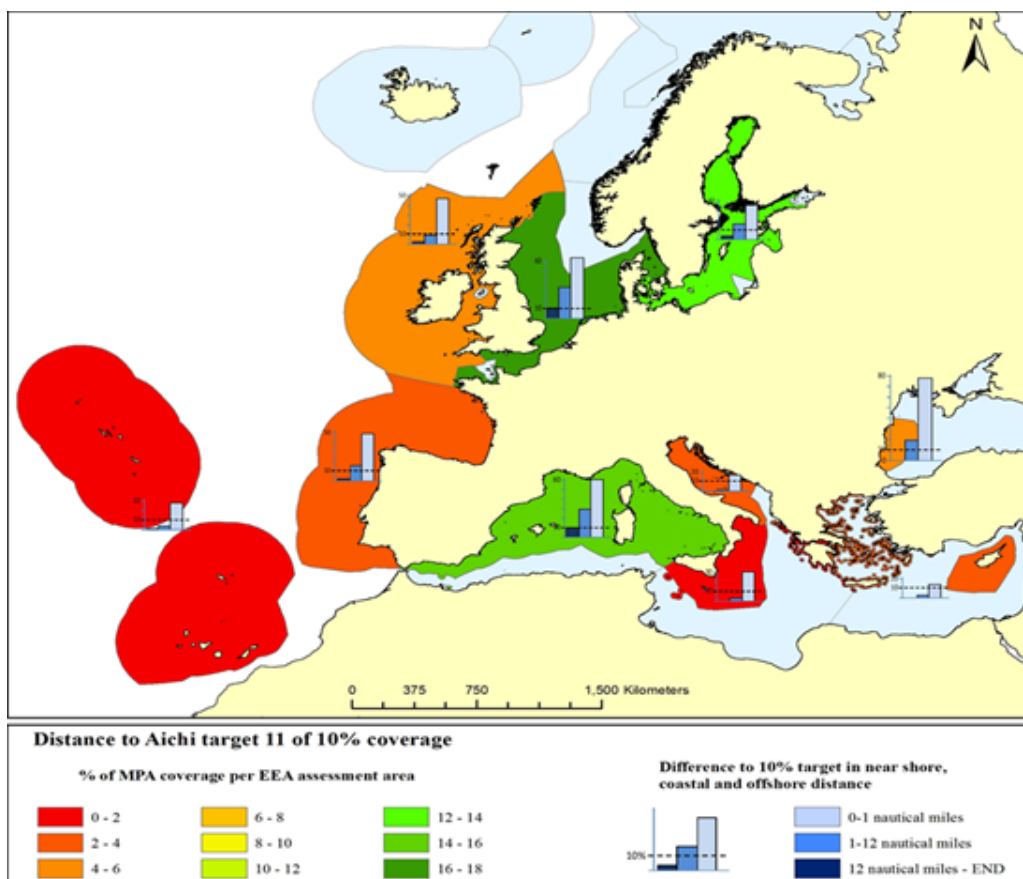 N
0 375 750 1,500 Kilometers
Distance to Aichi target 11 of 10% coverage
% of MPA coverage per EEA assessment area
0 - 2
2 - 4
4 - 6
6 - 8
8 - 10
10 - 12
12 - 14
14 - 16
16 - 18
Difference to 10% target in near shore,
coastal and offshore distance
10%
0-1 nautical miles
1-12 nautical miles
12 nautical miles - END